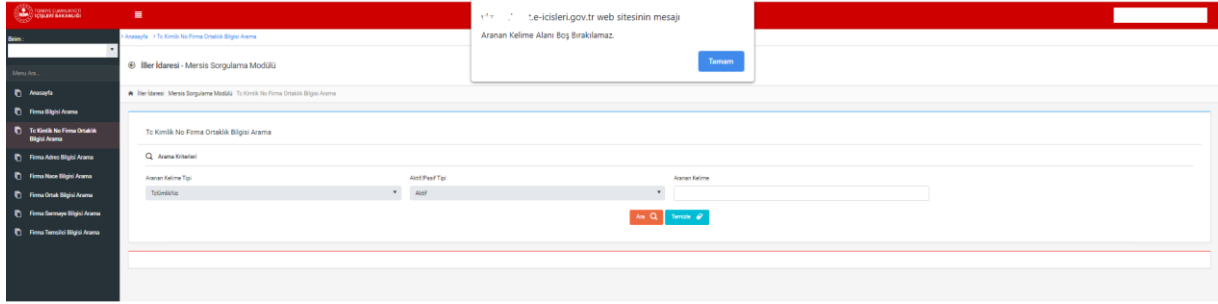 TÜRKİYE CUMHURİYETİ
İÇİŞLERİ BAKANLIĞI
t.e-icisleri.gov.tr web sitesinin mesajı
Aranan Kelime Alanı Boş Bırakılamaz.
Tamam
Birim :
Menu Ara...
Anasayfa
Firma Bilgisi Arama
Tc Kimlik No Firma Ortaklık
Bilgisi Arama
Firma Adres Bilgisi Arama
Firma Nace Bilgisi Arama
Firma Ortak Bilgisi Arama
Firma Sermaye Bilgisi Arama
Firma Temsilci Bilgisi Arama
Anasayfa Tc Kimlik No Firma Ortaklık Bilgisi Arama
İller İdaresi - Mersis Sorgulama Modülü
İller İdaresi Mersis Sorgulama Modülü Tc Kimlik No Firma Ortaklık Bilgisi Arama
Tc Kimlik No Firma Ortaklık Bilgisi Arama
Arama Kriterleri
Aranan Kelime Tipi Aktif/Pasif Tipi Aranan Kelime
TcKimlikNo Aktif
Ara Temizle